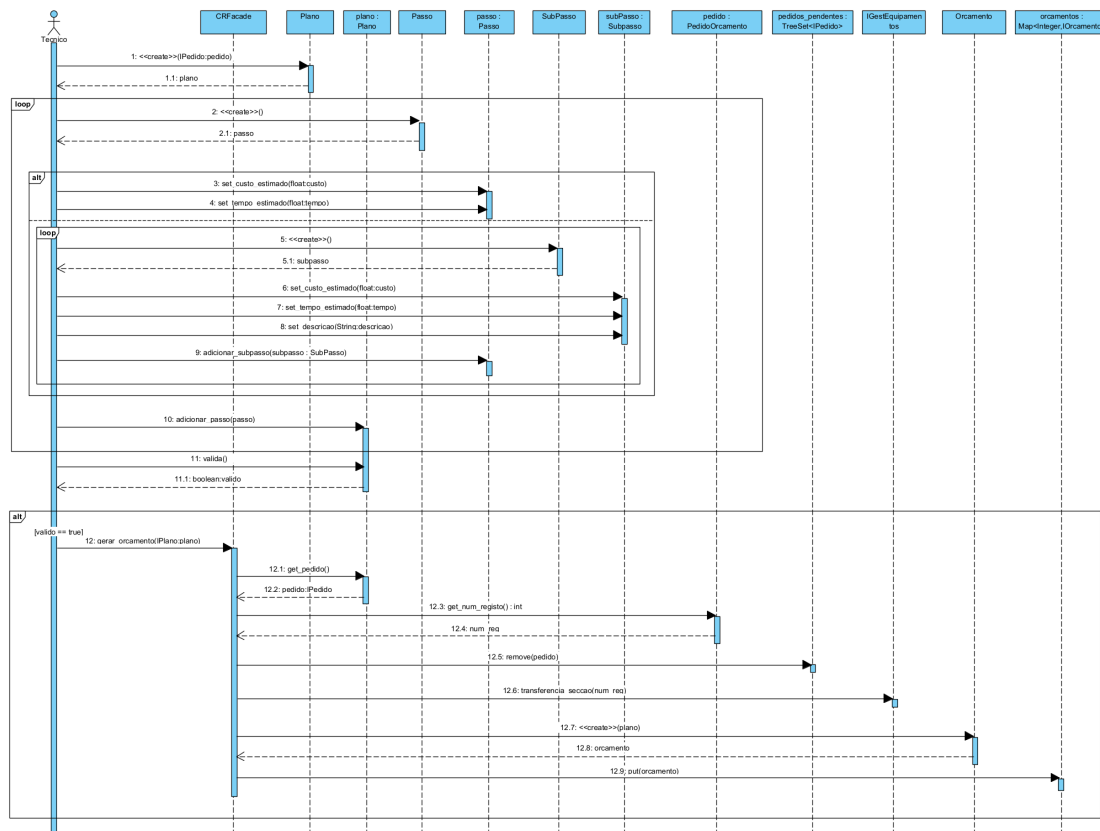 CRFacade
Plano
plano :
Plano
Passo
passo :
Passo
SubPasso
subPasso :
Subpasso
pedido :
PedidoOrcamento
pedidos_pendentes :
TreeSet<IPedido>
IGestEquipamen
tos
Orcamento
orcamentos :
Map<Integer,IOrcamento
Tecnico
1: <<create>>(IPedido:pedido)
1.1: plano
loop
2: <<create>>()
2.1: passo
alt
3: set_custo_estimado(float:custo)
4: set_tempo_estimado(float:tempo)
loop
5: <<create>>()
5.1: subpasso
6: set_custo_estimado(float:custo)
7: set_tempo_estimado(float:tempo)
8: set_descricao(String:descricao)
9: adicionar_subpasso(subpasso : SubPasso)
10: adicionar_passo(passo)
11: valida()
11.1: boolean:valido
alt
[valido == true]
12: gerar_orcamento(IPlano:plano)
12.1: get_pedido()
12.2: pedido:IPedido
12.3: get_num_registo() : int
12.4: num_reg
12.5: remove(pedido)
12.6: transferencia_seccao(num_reg)
12.7: <<create>>(plano)
12.8: orcamento
12.9: put(orcamento)